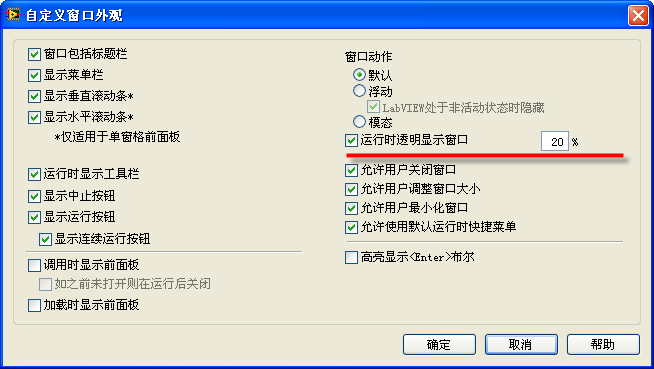 自定义窗口外观
窗口包括标题栏
显示菜单栏
显示垂直滚动条*
显示水平滚动条*
*仅适用于单窗格前面板
运行时显示工具栏
显示中止按钮
显示运行按钮
显示连续运行按钮
调用时显示前面板
如之前未打开则在运行后关闭
加载时显示前面板
窗口动作
默认
浮动
LabVIEW处于非活动状态时隐藏
模态
运行时透明显示窗口 20 %
允许用户关闭窗口
允许用户调整窗口大小
允许用户最小化窗口
允许使用默认运行时快捷菜单
高亮显示<Enter>布尔
确定 取消 帮助